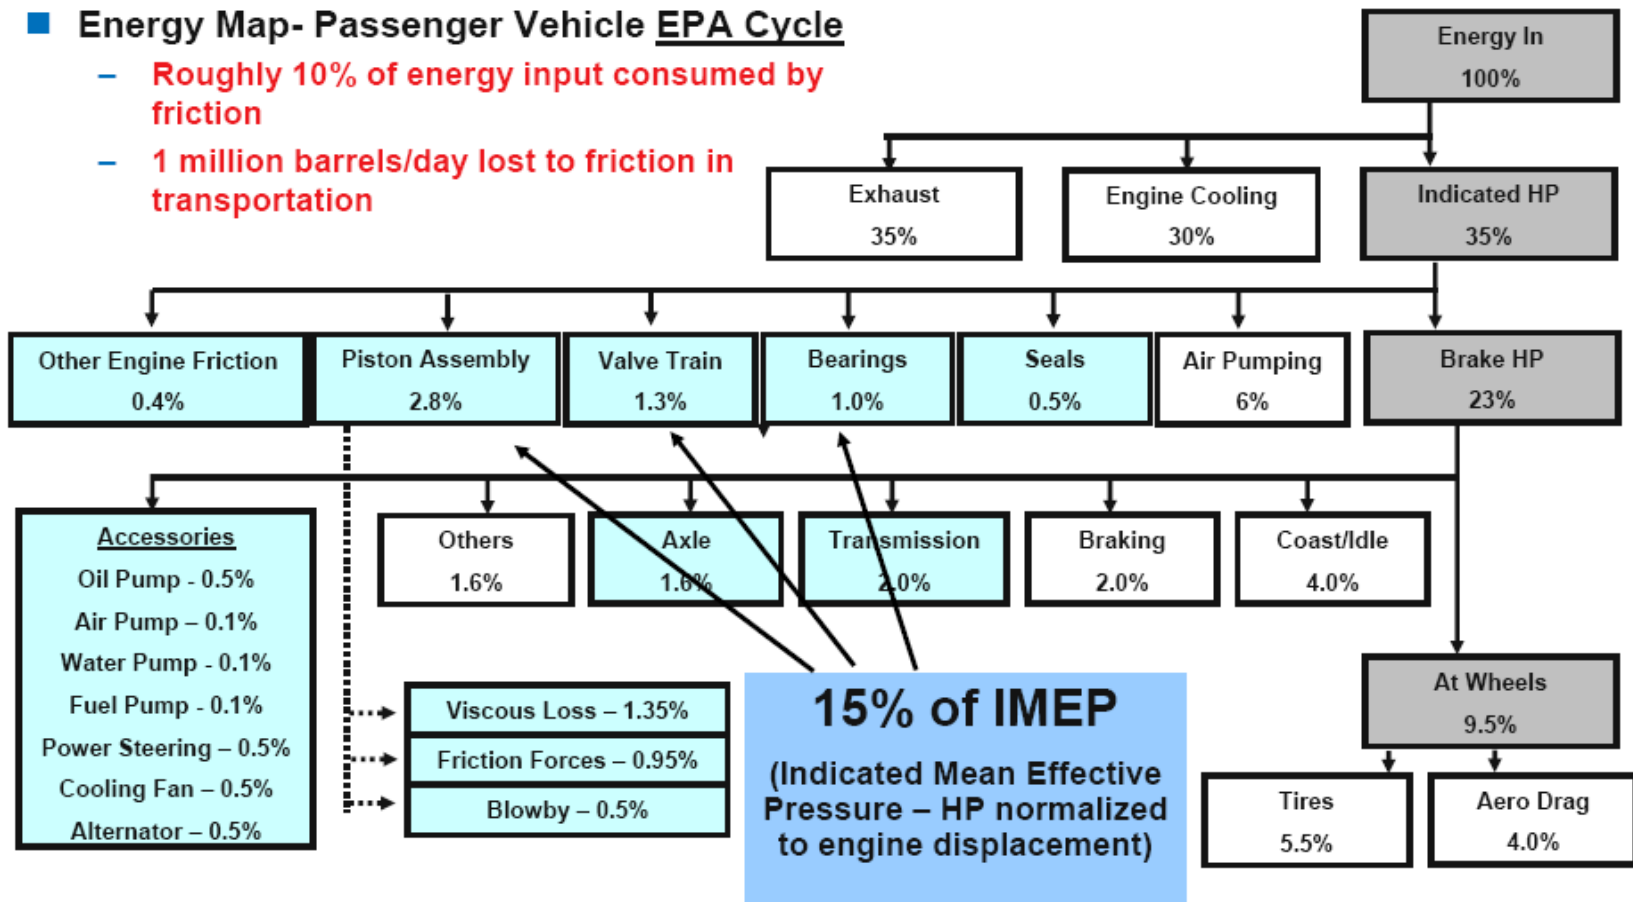 Energy Map- Passenger Vehicle EPA Cycle
– Roughly 10% of energy input consumed by
friction
– 1 million barrels/day lost to friction in
transportation
Energy In
100%
Exhaust
35%
Engine Cooling
30%
Indicated HP
35%
Other Engine Friction
0.4%
Piston Assembly
2.8%
Valve Train
1.3%
Bearings
1.0%
Seals
0.5%
Air Pumping
6%
Brake HP
23%
Accessories
Oil Pump - 0.5%
Air Pump – 0.1%
Water Pump - 0.1%
Fuel Pump - 0.1%
Power Steering – 0.5%
Cooling Fan – 0.5%
Alternator – 0.5%
Others
1.6%
Axle
1.6%
Transmission
2.0%
Braking
2.0%
Coast/Idle
4.0%
Viscous Loss – 1.35%
Friction Forces – 0.95%
Blowby – 0.5%
15% of IMEP
(Indicated Mean Effective
Pressure – HP normalized
to engine displacement)
At Wheels
9.5%
Tires
5.5%
Aero Drag
4.0%